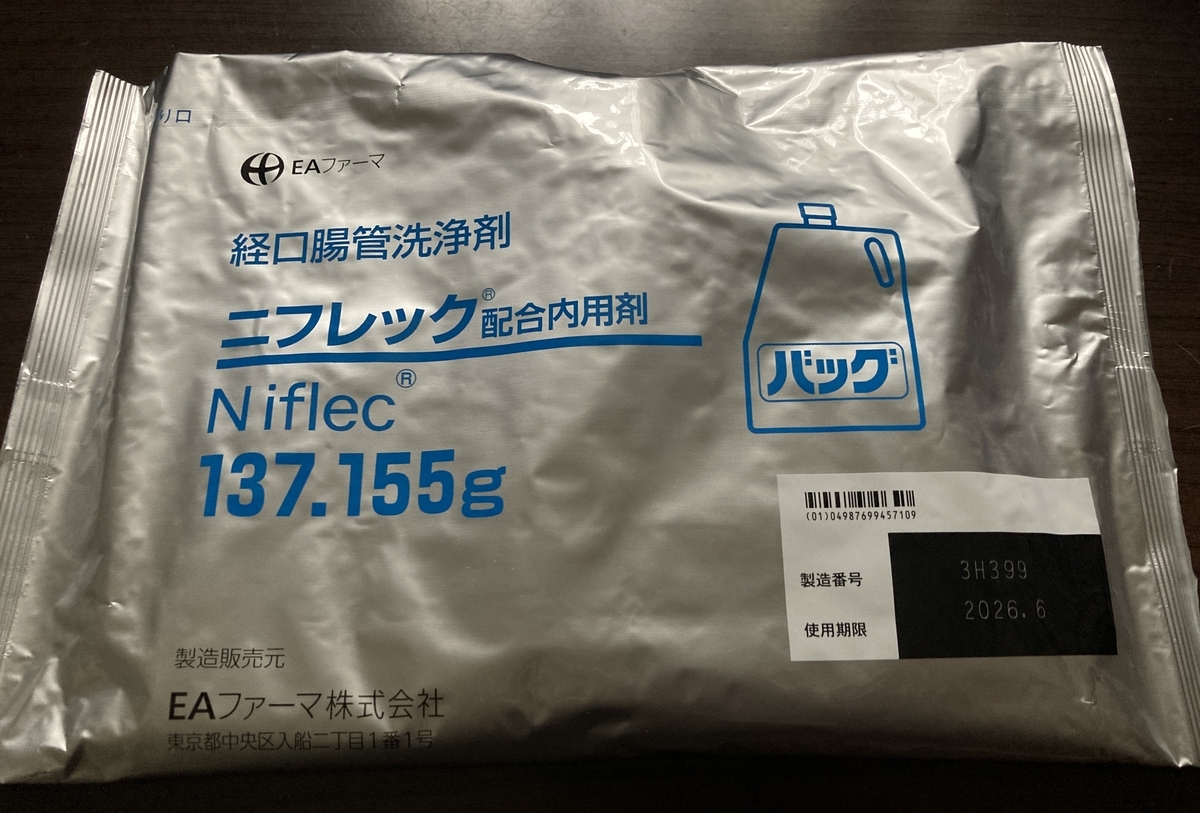 り口
EAファーマ
経口腸管洗浄剤
ニフレック®配合内用剤
Niflec®
137.155g
バッグ
(01)04987699457109
製造番号 3H399
使用期限 2026.6
製造販売元
EAファーマ株式会社
東京都中央区入船二丁目1番1号